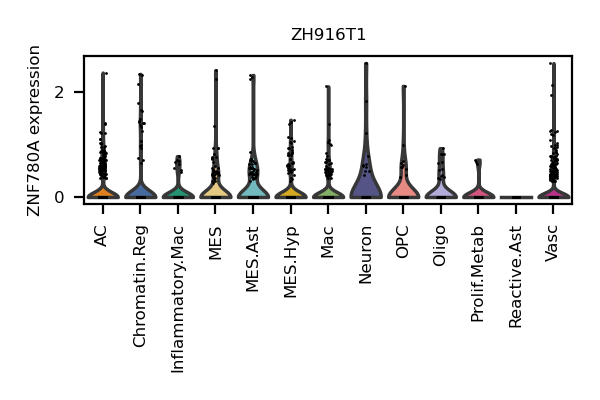 ZH916T1
ZNF780A expression
2
0
AC
Chromatin.Reg
Inflammatory.Mac
MES
MES.Ast
MES.Hyp
Mac
Neuron
OPC
Oligo
Prolif.Metab
Reactive.Ast
Vasc